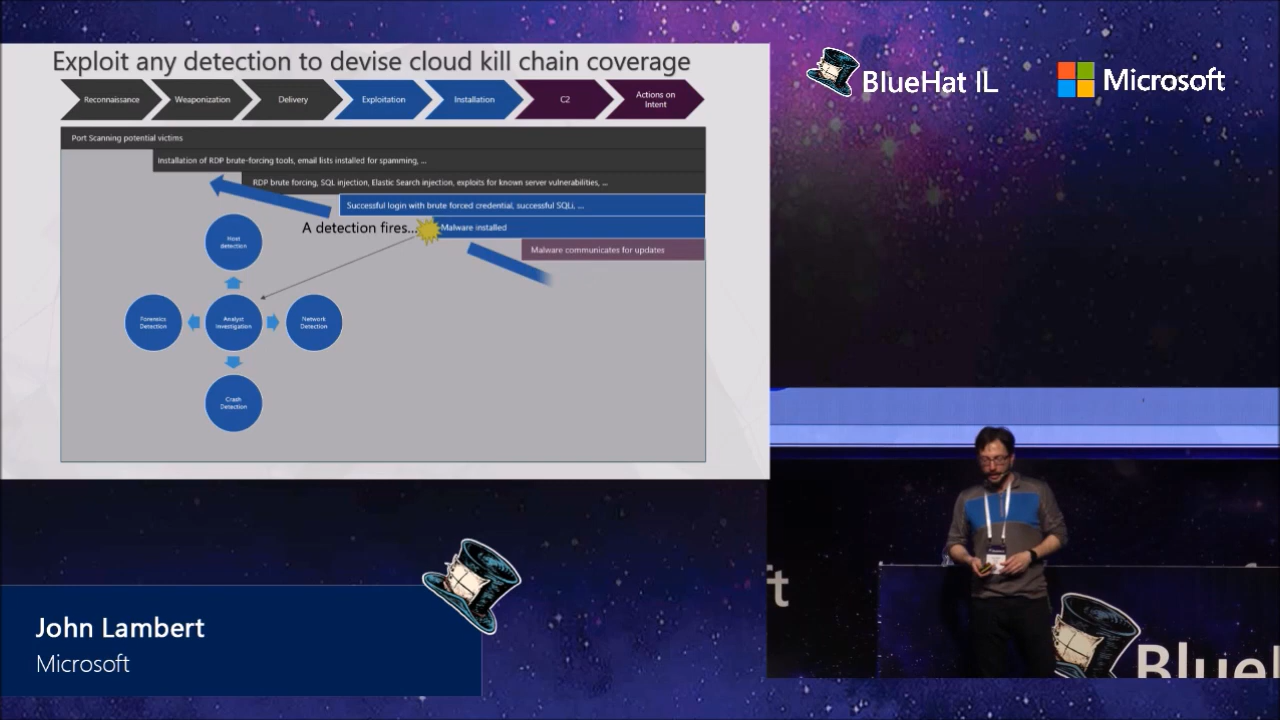 Exploit any detection to devise cloud kill chain coverage
Reconnaissance
Weaponization
Delivery
Exploitation
Installation
C2
Actions on
Intent
Port Scanning potential victims
Installation of RDP brute-forcing tools, email lists installed for spamming, ...
RDP brute forcing, SQL injection, Elastic Search injection, exploits for known server vulnerabilities, ...
Successful login with brute forced credential, successful SQLi, ...
A detection fires...
Malware installed
Malware communicates for updates
Host
detection
Forensics
Detection
Analyst
Investigation
Network
Detection
Crash
Detection
BlueHat IL
Microsoft
John Lambert
Microsoft
t
BlueH